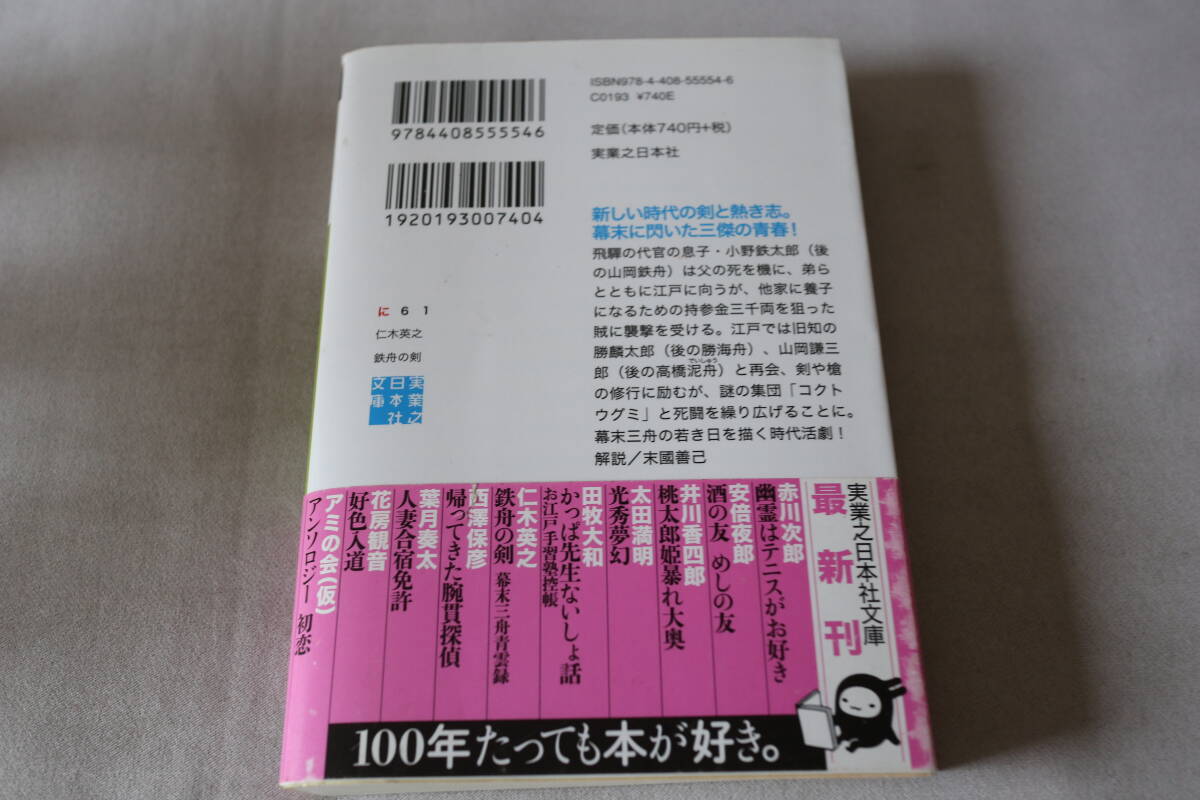 9784408555546
1920193007404
ISBN978-4-408-55554-6
C0193 ¥740E
定価(本体740円+税)
実業之日本社
新しい時代の剣と熱き志。
幕末に閃いた三傑の青春!
飛驒の代官の息子・小野鉄太郎(後
の山岡鉄舟)は父の死を機に、弟ら
とともに江戸に向うが、他家に養子
になるための持参金三千両を狙った
賊に襲撃を受ける。江戸では旧知の
勝麟太郎(後の勝海舟)、山岡謙三
郎(後の高橋泥舟)と再会、剣や槍
でいしゅう
の修行に励むが、謎の集団「コクト
ウグミ」と死闘を繰り広げることに。
幕末三舟の若き日を描く時代活劇!
解説/末國善己
に 6 1
仁木英之
鉄舟の剣
実業之
日本社
文庫
実業之日本社文庫
最新刊
赤川次郎
幽霊はテニスがお好き
安倍夜郎
酒の友 めしの友
井川香四郎
桃太郎姫暴れ大奥
太田満明
光秀夢幻
田牧大和
かっぱ先生ないしょ話
お江戸手習塾控帳
仁木英之
鉄舟の剣 幕末三舟青雲録
西澤保彦
帰ってきた腕貫探偵
葉月奏太
人妻合宿免許
花房観音
好色入道
アミの会(仮)
アンソロジー 初恋
100年たっても本が好き。